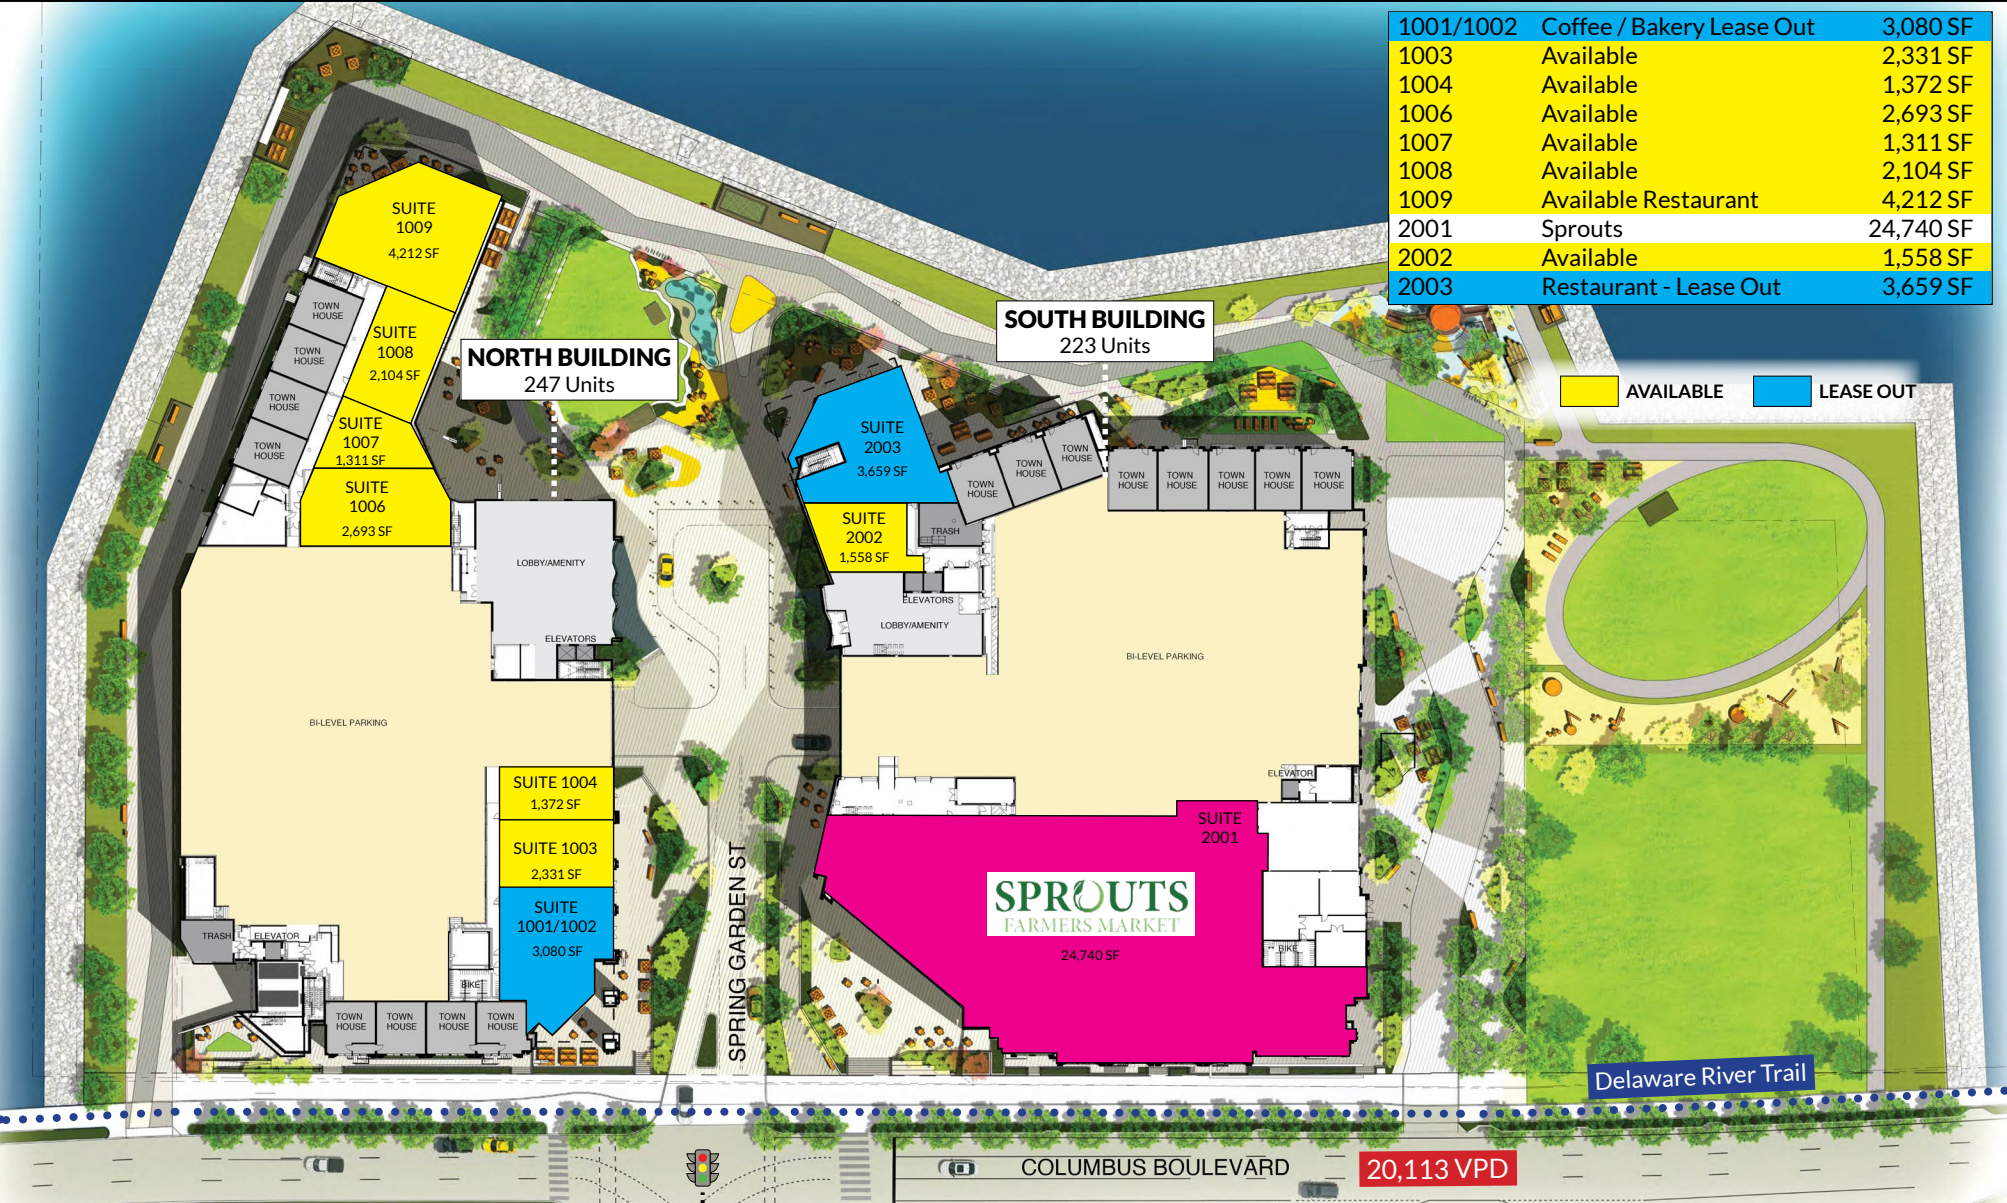 1001/1002 Coffee / Bakery Lease Out 3,080 SF
1003 Available 2,331 SF
1004 Available 1,372 SF
1006 Available 2,693 SF
1007 Available 1,311 SF
1008 Available 2,104 SF
1009 Available Restaurant 4,212 SF
2001 Sprouts 24,740 SF
2002 Available 1,558 SF
2003 Restaurant - Lease Out 3,659 SF
AVAILABLE
LEASE OUT
SUITE
1009
4,212 SF
TOWN
HOUSE
TOWN
HOUSE
TOWN
HOUSE
TOWN
HOUSE
SUITE
1008
2,104 SF
SUITE
1007
1,311 SF
SUITE
1006
2,693 SF
NORTH BUILDING
247 Units
LOBBY/AMENITY
ELEVATORS
BI-LEVEL PARKING
SUITE 1004
1,372 SF
SUITE 1003
2,331 SF
SUITE
1001/1002
3,080 SF
TRASH
ELEVATOR
BIKE
TOWN
HOUSE
TOWN
HOUSE
TOWN
HOUSE
TOWN
HOUSE
SPRING GARDEN ST
SOUTH BUILDING
223 Units
SUITE
2003
3,659 SF
TOWN
HOUSE
TOWN
HOUSE
TOWN
HOUSE
TOWN
HOUSE
TOWN
HOUSE
TOWN
HOUSE
TOWN
HOUSE
TOWN
HOUSE
SUITE
2002
1,558 SF
TRASH
ELEVATORS
LOBBY/AMENITY
BI-LEVEL PARKING
ELEVATOR
SUITE
2001
SPROUTS
FARMERS MARKET
24,740 SF
BIKE
Delaware River Trail
COLUMBUS BOULEVARD
20,113 VPD